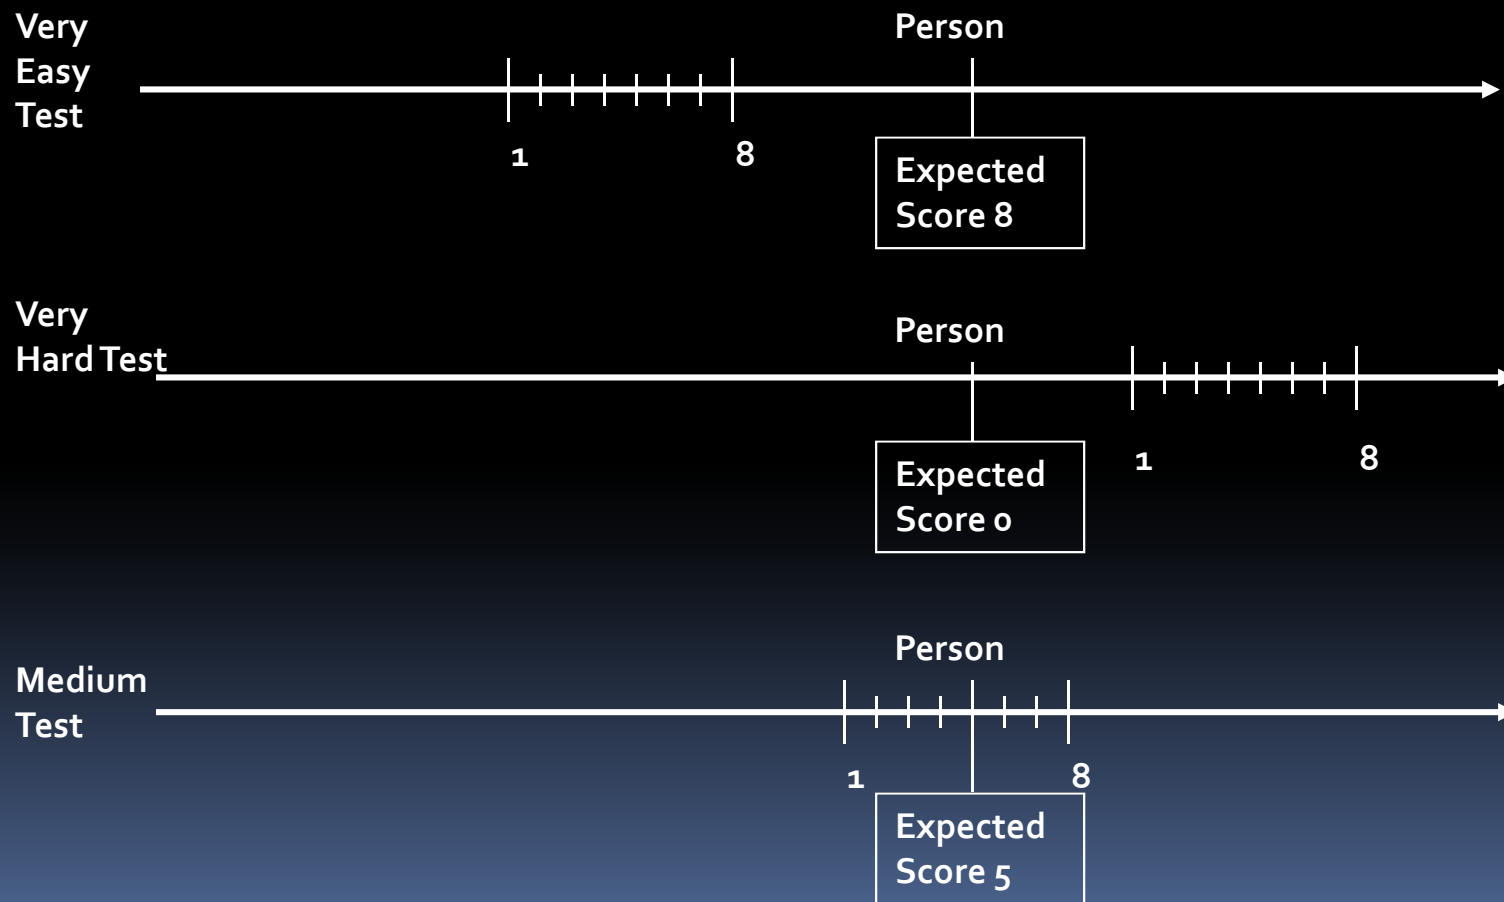 Very
Easy
Test
Person
1
8
Expected
Score 8
Very
Hard Test
Person
1
8
Expected
Score 0
Medium
Test
Person
1
8
Expected
Score 5